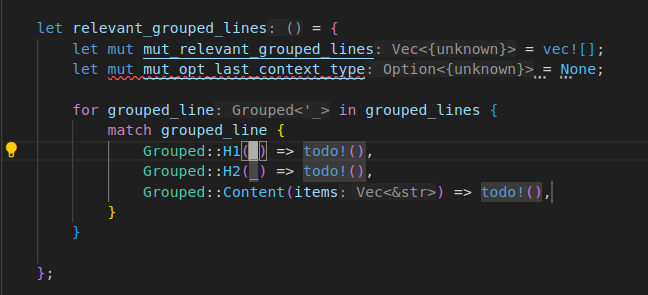 let relevant_grouped_lines: () = {
let mut mut_relevant_grouped_lines: Vec<{unknown}> = vec![];
let mut mut_opt_last_context_type: Option<{unknown}> = None;
for grouped_line: Grouped<'_> in grouped_lines {
match grouped_line {
Grouped::H1(_) => todo!(),
Grouped::H2(_) => todo!(),
Grouped::Content(items: Vec<&str>) => todo!(),
}
}
};